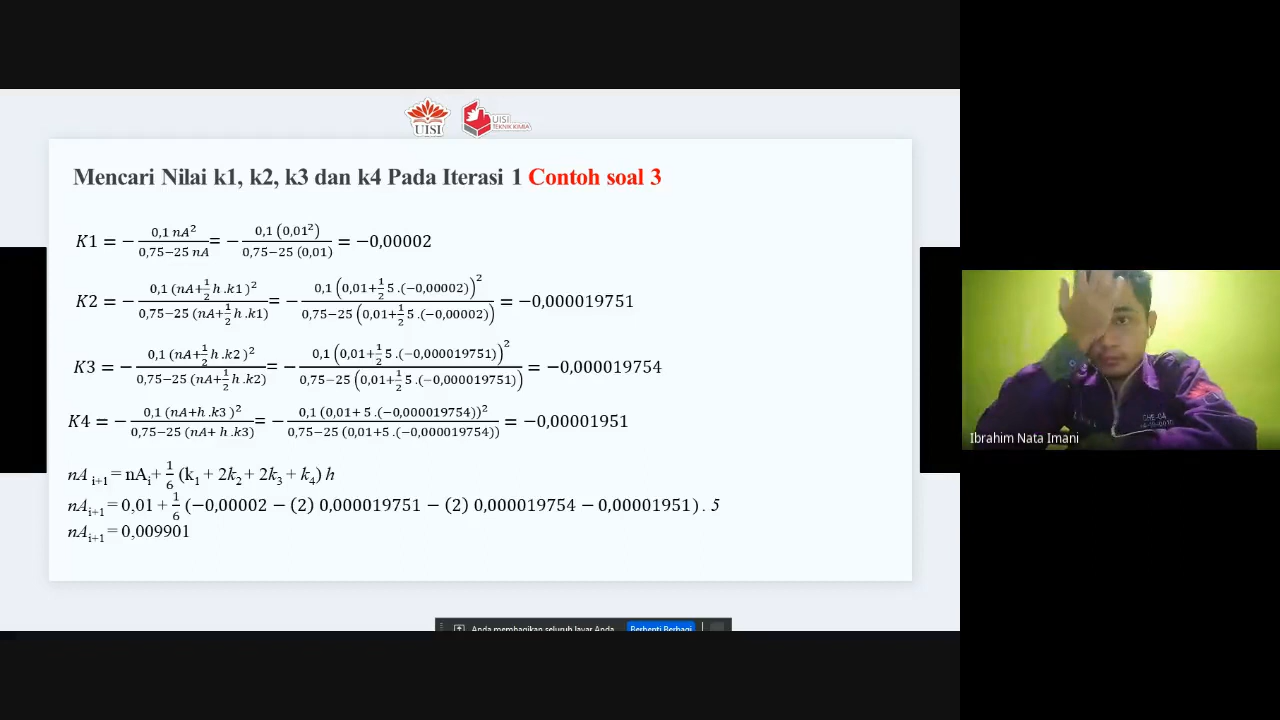 UISI
UISI
TEKNIK KIMIA
Mencari Nilai k1, k2, k3 dan k4 Pada Iterasi 1 Contoh soal 3
K1 = −(0,1 nA²)/(0,75−25 nA) = −(0,1 (0,01²))/(0,75−25 (0,01)) = −0,00002
K2 = −(0,1 (nA+½ h .k1 )²)/(0,75−25 (nA+½ h .k1)) = −(0,1 (0,01+½ 5 .(−0,00002))²)/(0,75−25 (0,01+½ 5 .(−0,00002))) = −0,000019751
K3 = −(0,1 (nA+½ h .k2 )²)/(0,75−25 (nA+½ h .k2)) = −(0,1 (0,01+½ 5 .(−0,000019751))²)/(0,75−25 (0,01+½ 5 .(−0,000019751))) = −0,000019754
K4 = −(0,1 (nA+h .k3 )²)/(0,75−25 (nA+ h .k3)) = −(0,1 (0,01+ 5 .(−0,000019754))²)/(0,75−25 (0,01+5 .(−0,000019754))) = −0,00001951
nA i+1 = nAi + 1/6 (k1 + 2k2 + 2k3 + k4) h
nAi+1 = 0,01 + 1/6 (−0,00002 − (2) 0,000019751 − (2) 0,000019754 − 0,00001951) . 5
nAi+1 = 0,009901
Anda membagikan seluruh layar Anda. Berhenti Berbagi
Ibrahim Nata Imani